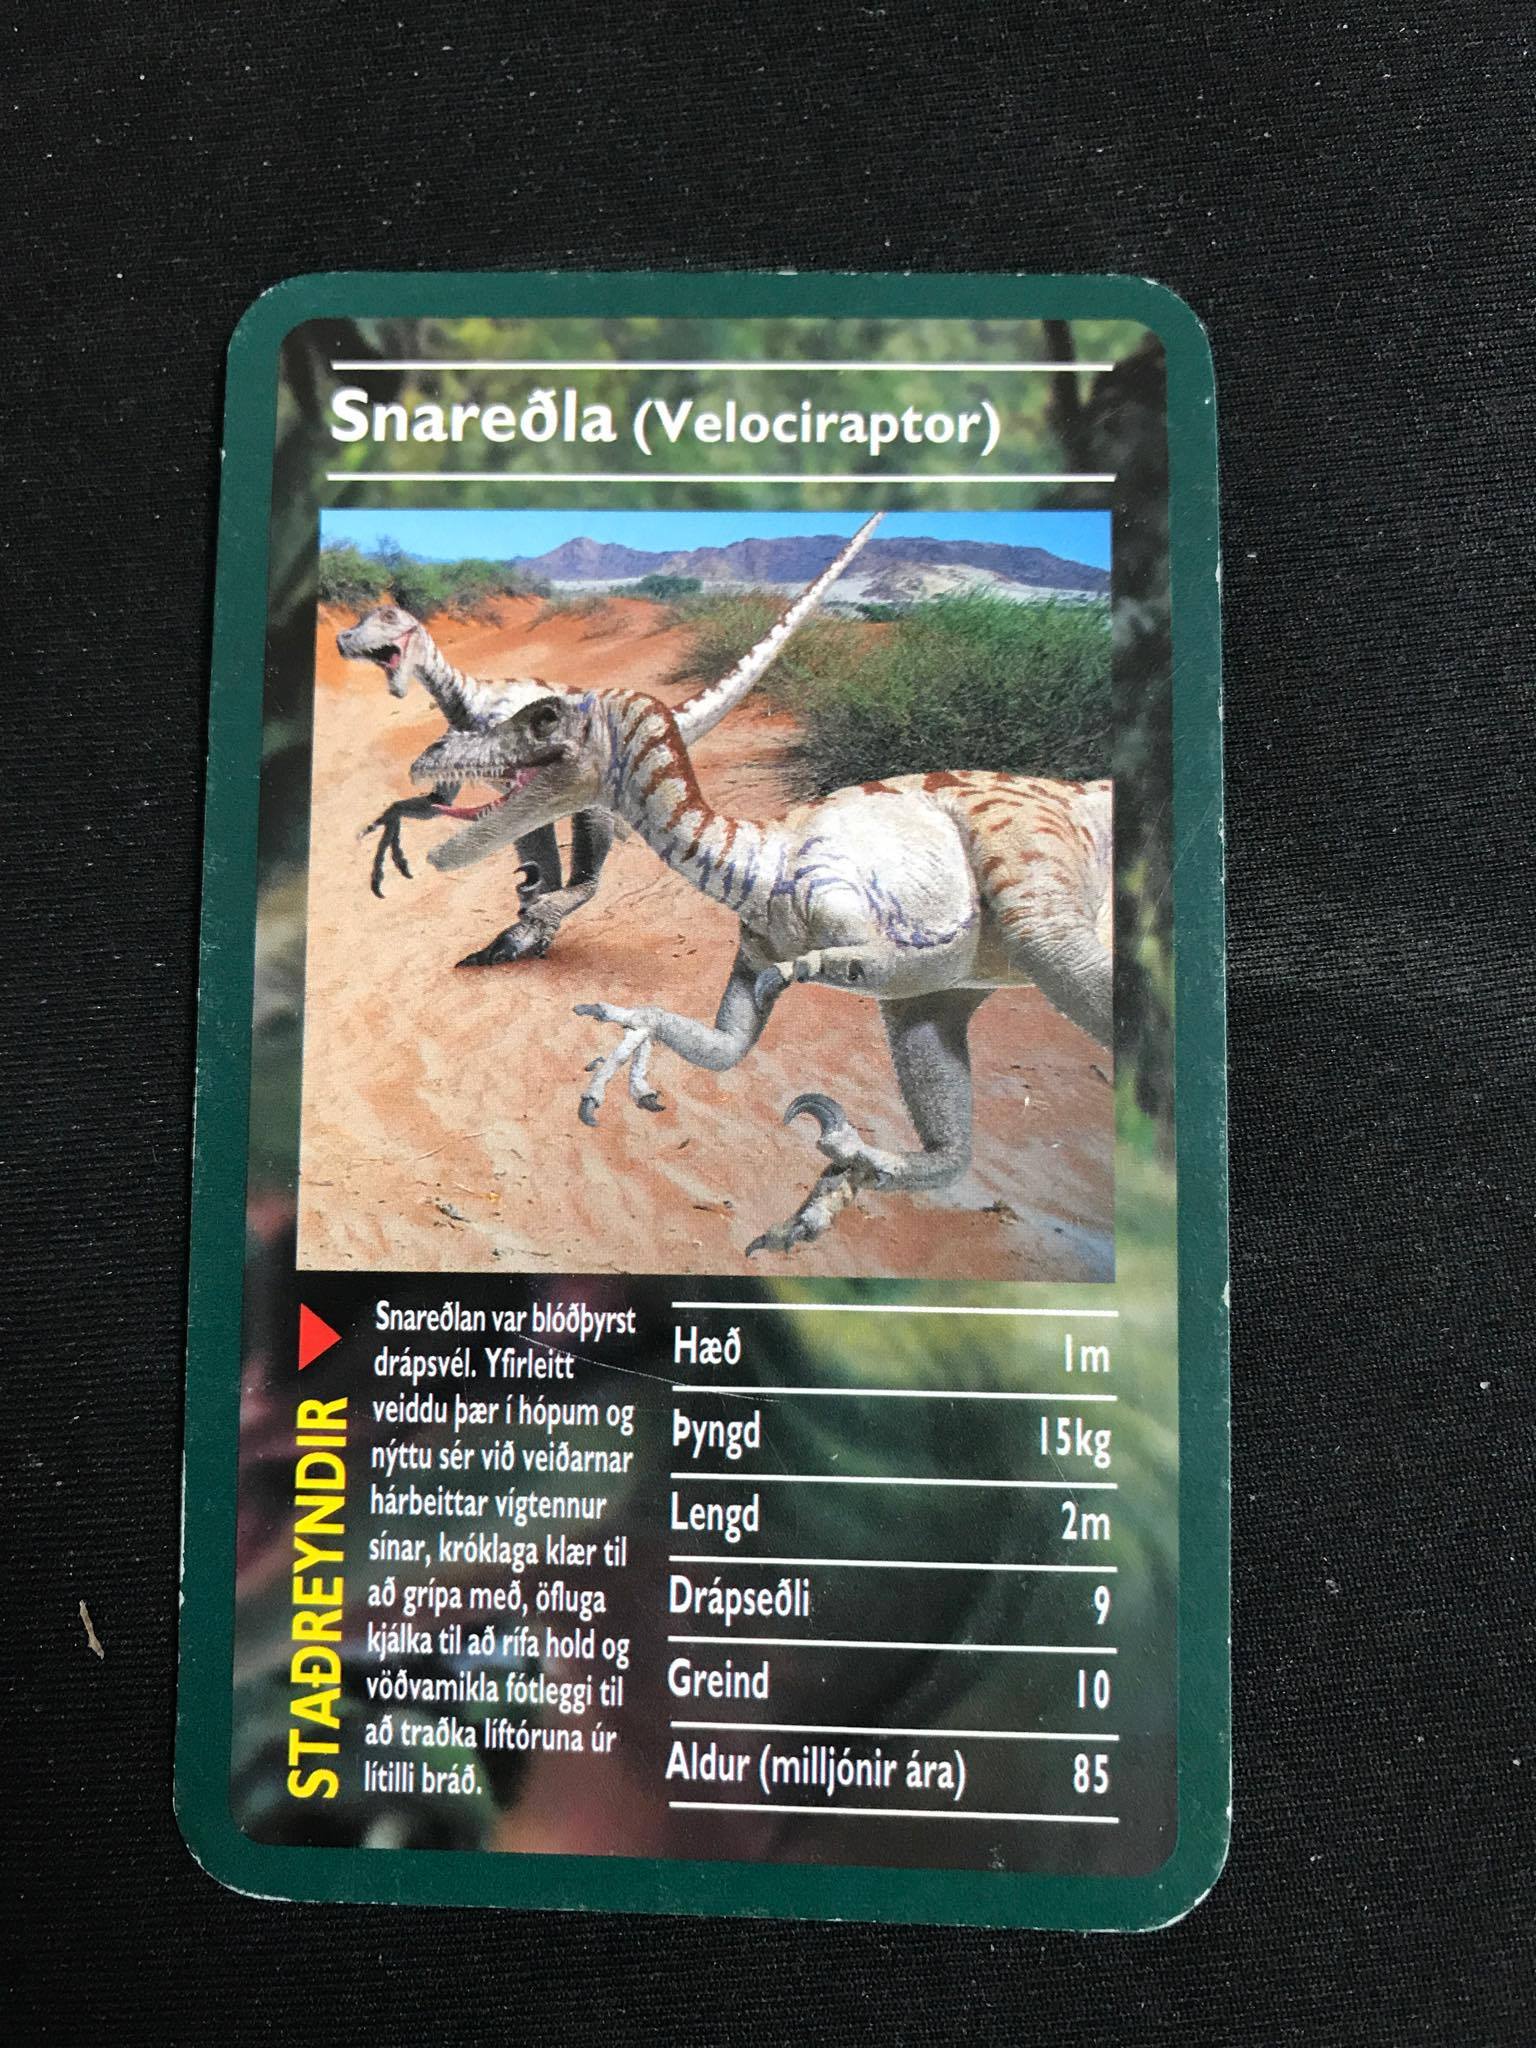 Snareðla (Velociraptor)
STAÐREYNDIR
Snareðlan var blóðþyrst
drápsvél. Yfirleitt
veiddu þær í hópum og
nýttu sér við veiðarnar
hárbeittar vígtennur
sínar, króklaga klær til
að grípa með, öfluga
kjálka til að rífa hold og
vöðvamikla fótleggi til
að traðka líftóruna úr
lítilli bráð.
Hæð 1m
Þyngd 15kg
Lengd 2m
Drápseðli 9
Greind 10
Aldur (milljónir ára) 85